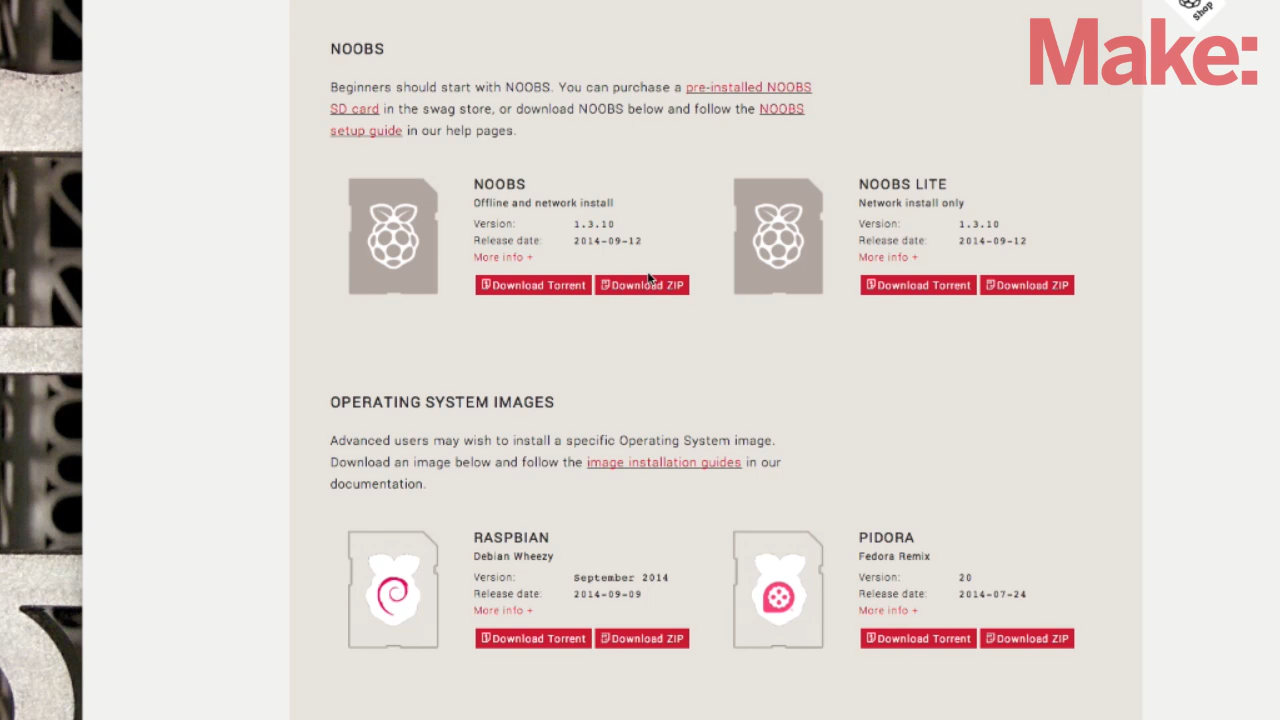 Shop
Make:
NOOBS
Beginners should start with NOOBS. You can purchase a pre-installed NOOBS
SD card in the swag store, or download NOOBS below and follow the NOOBS
setup guide in our help pages.
NOOBS
Offline and network install
Version: 1.3.10
Release date: 2014-09-12
More info +
Download Torrent Download ZIP
NOOBS LITE
Network install only
Version: 1.3.10
Release date: 2014-09-12
More info +
Download Torrent Download ZIP
OPERATING SYSTEM IMAGES
Advanced users may wish to install a specific Operating System image.
Download an image below and follow the image installation guides in our
documentation.
RASPBIAN
Debian Wheezy
Version: September 2014
Release date: 2014-09-09
More info +
Download Torrent Download ZIP
PIDORA
Fedora Remix
Version: 20
Release date: 2014-07-24
More info +
Download Torrent Download ZIP